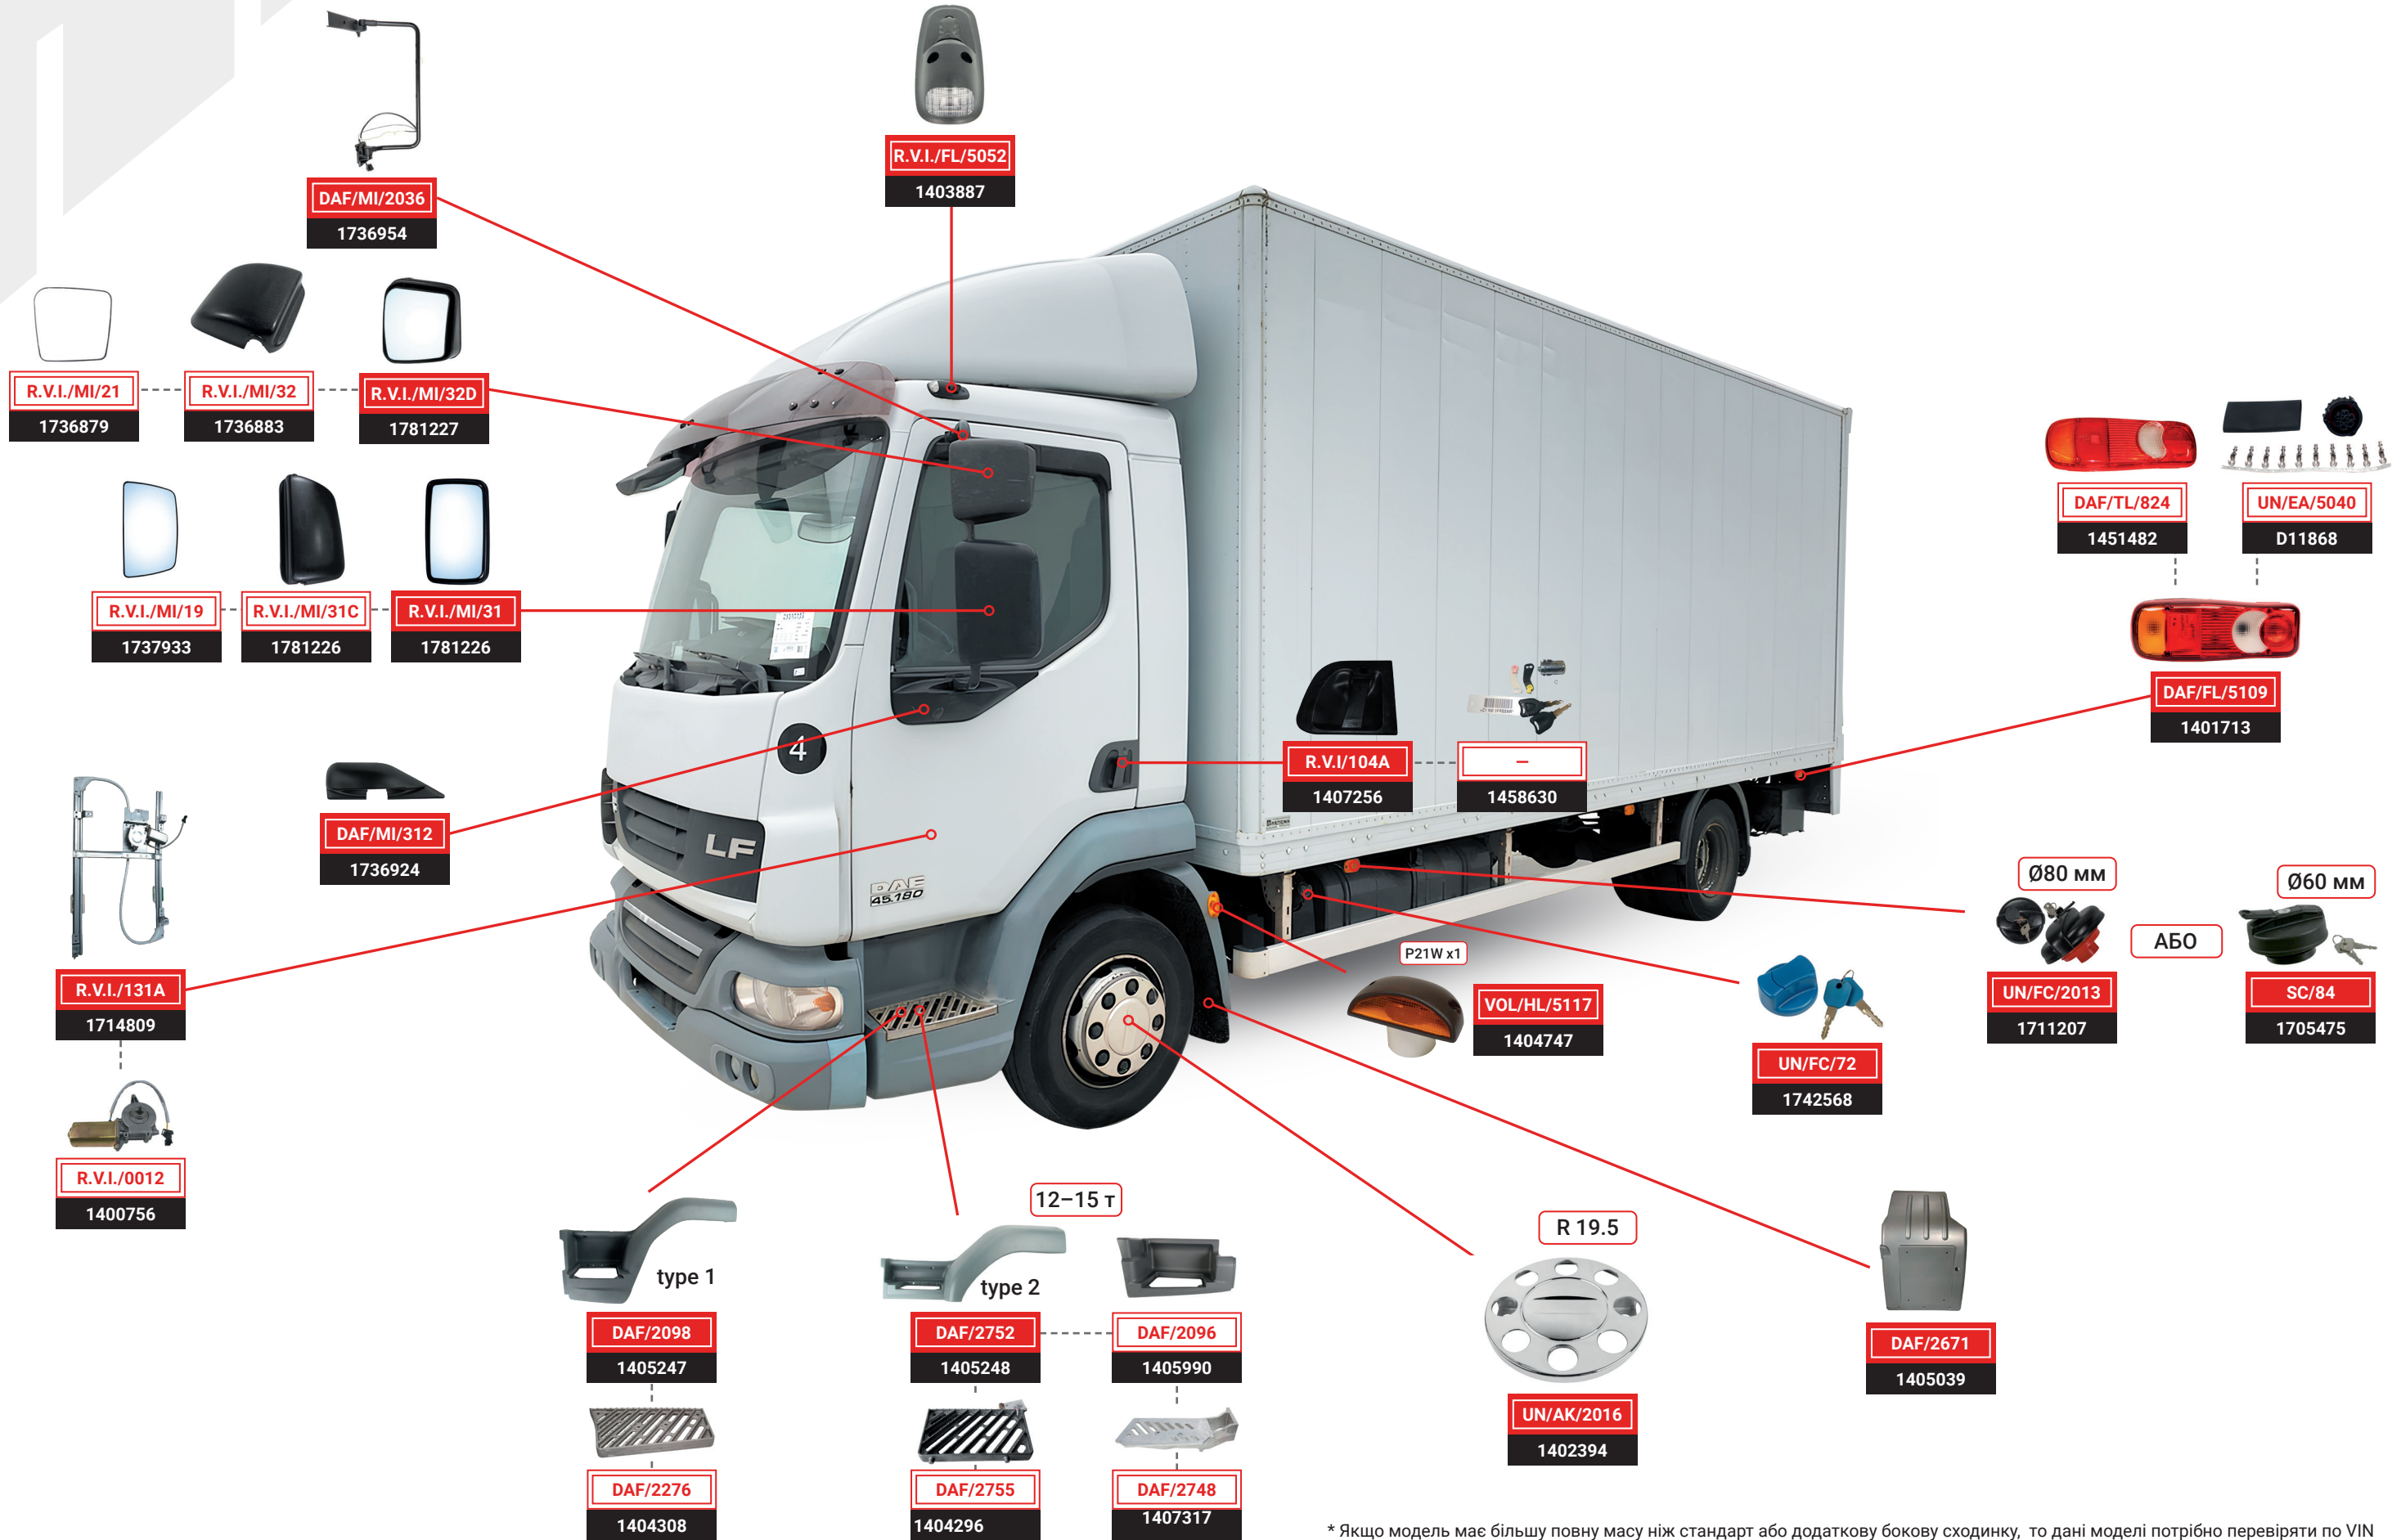 DAF/MI/2036
1736954
R.V.I./FL/5052
1403887
R.V.I./MI/21
1736879
R.V.I./MI/32
1736883
R.V.I./MI/32D
1781227
R.V.I./MI/19
1737933
R.V.I./MI/31C
1781226
R.V.I./MI/31
1781226
DAF/TL/824
1451482
UN/EA/5040
D11868
DAF/FL/5109
1401713
R.V.I/104A
1407256
–
1458630
4
LF
DAF
45.180
DAF/MI/312
1736924
R.V.I./131A
1714809
R.V.I./0012
1400756
Ø80 мм
UN/FC/2013
1711207
АБО
Ø60 мм
SC/84
1705475
P21W x1
VOL/HL/5117
1404747
UN/FC/72
1742568
type 1
DAF/2098
1405247
DAF/2276
1404308
12–15 т
type 2
DAF/2752
1405248
DAF/2755
1404296
DAF/2096
1405990
DAF/2748
1407317
R 19.5
UN/AK/2016
1402394
DAF/2671
1405039
* Якщо модель має більшу повну масу ніж стандарт або додаткову бокову сходинку, то дані моделі потрібно перевіряти по VIN